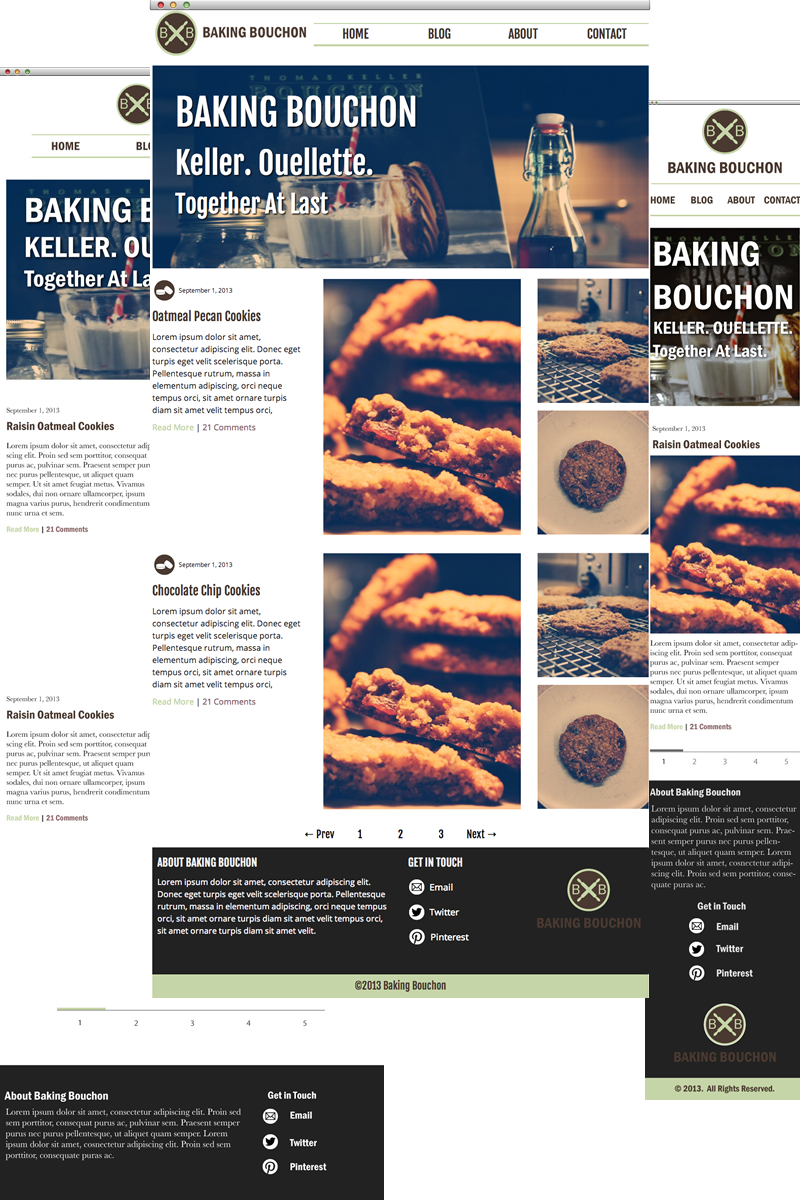 B B
BAKING BOUCHON
HOME
BLOG
ABOUT
CONTACT
THOMAS KELLER
BOUCHON
BAKING BOUCHON
Keller. Ouellette.
Together At Last
September 1, 2013
Oatmeal Pecan Cookies
Lorem ipsum dolor sit amet,
consectetur adipiscing elit. Donec eget
turpis eget velit scelerisque porta.
Pellentesque rutrum, massa in
elementum adipiscing, orci neque
turpis diam sit amet tortor
diam sit amet velit tempus orci,
Read More | 21 Comments
September 1, 2013
Chocolate Chip Cookies
Lorem ipsum dolor sit amet,
consectetur adipiscing elit. Donec eget
turpis eget velit scelerisque porta.
Pellentesque rutrum, massa in
elementum adipiscing, orci neque
turpis diam sit amet tortor
diam sit amet velit tempus orci,
Read More | 21 Comments
← Prev 1 2 3 Next →
ABOUT BAKING BOUCHON
Lorem ipsum dolor sit amet, consectetur adipiscing elit.
Donec eget turpis eget velit scelerisque porta. Pellentesque
rutrum, massa in elementum adipiscing, orci neque metus
orci, sit amet ornare turpis diam sit amet velit tempus orci,
sit amet ornare turpis diam sit amet velit.
GET IN TOUCH
Email
Twitter
Pinterest
B B
BAKING BOUCHON
©2013 Baking Bouchon
B
HOME
BL
BAKING B
KELLER. OU
Together At La
September 1, 2013
Raisin Oatmeal Cookies
Lorem ipsum dolor sit amet, consectetur adip
scing elit. Proin sed sem porttitor, consequat
purus ac, pulvinar sem. Praesent semper pur
nec purus pellentesque, ut aliquet quam
semper. Ut sit amet feugiat metus. Vivamus
sodales, dui non ornare ullamcorper, ipsum
magna varius purus, hendrerit condimentum
nunc urna et sem.
Read More | 21 Comments
September 1, 2013
Raisin Oatmeal Cookies
Lorem ipsum dolor sit amet, consectetur adip
scing elit. Proin sed sem porttitor, consequat
purus ac, pulvinar sem. Praesent semper pur
nec purus pellentesque, ut aliquet quam
semper. Ut sit amet feugiat metus. Vivamus
sodales, dui non ornare ullamcorper, ipsum
magna varius purus, hendrerit condimentum
nunc urna et sem.
Read More | 21 Comments
1 2 3 4 5
About Baking Bouchon
Lorem ipsum dolor sit amet, consectetur adipiscing elit. Proin sed
sem porttitor, consequat purus ac, pulvinar sem. Praesent semper
purus nec purus pellentesque, ut aliquet quam semper. Lorem
ipsum dolor sit amet, consectetur adipiscing elit. Proin sed sem
porttitor, consequate purus ac.
Get in Touch
Email
Twitter
Pinterest
B B
BAKING BOUCHON
HOME
BLOG
ABOUT
CONTACT
BAKERY
BAKING
BOUCHON
KELLER. OUELLETTE.
Together At Last.
September 1, 2013
Raisin Oatmeal Cookies
Lorem ipsum dolor sit amet, consectetur adip-
iscing elit. Proin sed sem porttitor, consequat
purus ac, pulvinar sem. Praesent semper
purus nec purus pellentesque, ut aliquet quam
semper. Ut sit amet feugiat metus. Vivamus
sodales, dui non ornare ullamcorper, ipsum
magna varius purus, hendrerit condimentum
nunc urna et sem.
Read More | 21 Comments
1 2 3 4 5
About Baking Bouchon
Lorem ipsum dolor sit amet, consectetur
adipiscing elit. Proin sed sem porttitor,
consequat purus ac, pulvinar sem. Prae-
sent semper purus nec purus pellen-
tesque, ut aliquet quam semper. Lorem
ipsum dolor sit amet, consectetur adipi-
scing elit. Proin sed sem porttitor, conse-
quate puras ac.
Get in Touch
Email
Twitter
Pinterest
B B
BAKING BOUCHON
© 2013. All Rights Reserved.